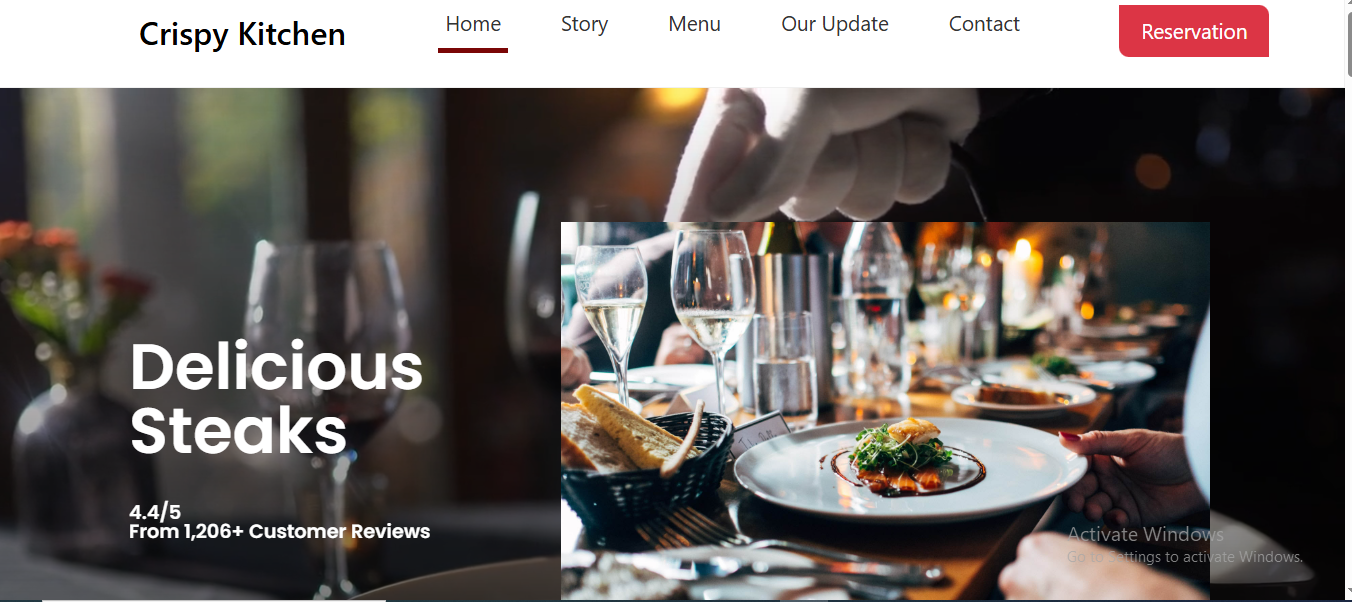 Crispy Kitchen
Home Story Menu Our Update Contact
Reservation
Delicious
Steaks
4.4/5
From 1,206+ Customer Reviews
Activate Windows
Go to Settings to activate Windows.